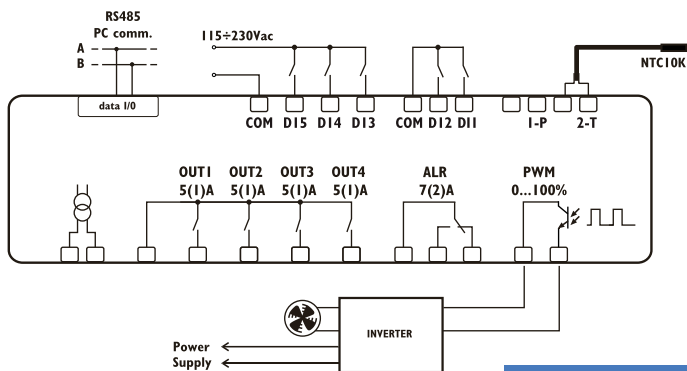 RS485
PC comm.
A
B
115÷230Vac
NTC10K
data I/0
COM DI5 DI4 DI3 COM DI2 DI1 1-P 2-T
OUT1 OUT2 OUT3 OUT4 ALR PWM
5(1)A 5(1)A 5(1)A 5(1)A 7(2)A 0...100%
INVERTER
Power
Supply